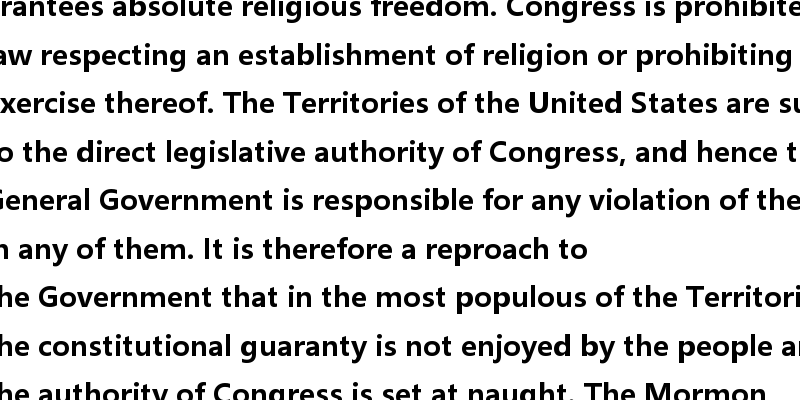 rantees absolute religious freedom. Congress is prohibite
aw respecting an establishment of religion or prohibiting
xercise thereof. The Territories of the United States are su
o the direct legislative authority of Congress, and hence t
General Government is responsible for any violation of the
n any of them. It is therefore a reproach to
he Government that in the most populous of the Territori
he constitutional guaranty is not enjoyed by the people a
he authority of Congress is set at naught. The Mormon